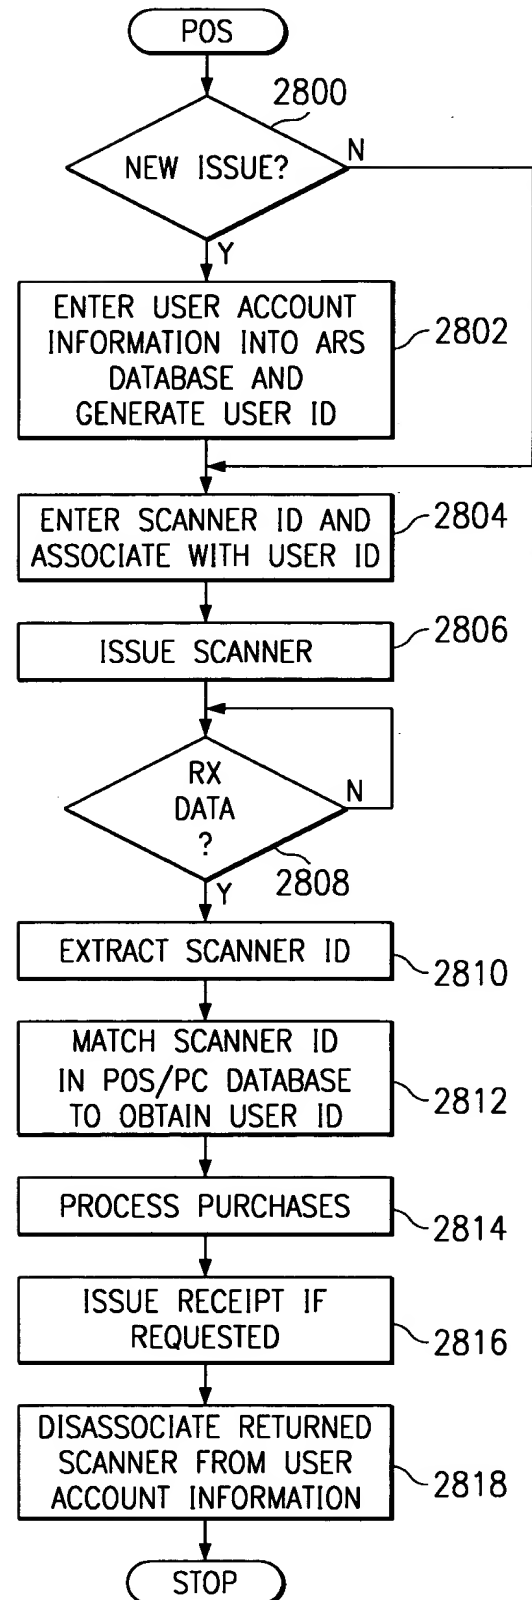 POS
2800
NEW ISSUE?
N
Y
ENTER USER ACCOUNT
INFORMATION INTO ARS
DATABASE AND
GENERATE USER ID
2802
ENTER SCANNER ID AND
ASSOCIATE WITH USER ID
2804
ISSUE SCANNER
2806
RX
DATA
?
N
2808
Y
EXTRACT SCANNER ID
2810
MATCH SCANNER ID
IN POS/PC DATABASE
TO OBTAIN USER ID
2812
PROCESS PURCHASES
2814
ISSUE RECEIPT IF
REQUESTED
2816
DISASSOCIATE RETURNED
SCANNER FROM USER
ACCOUNT INFORMATION
2818
STOP